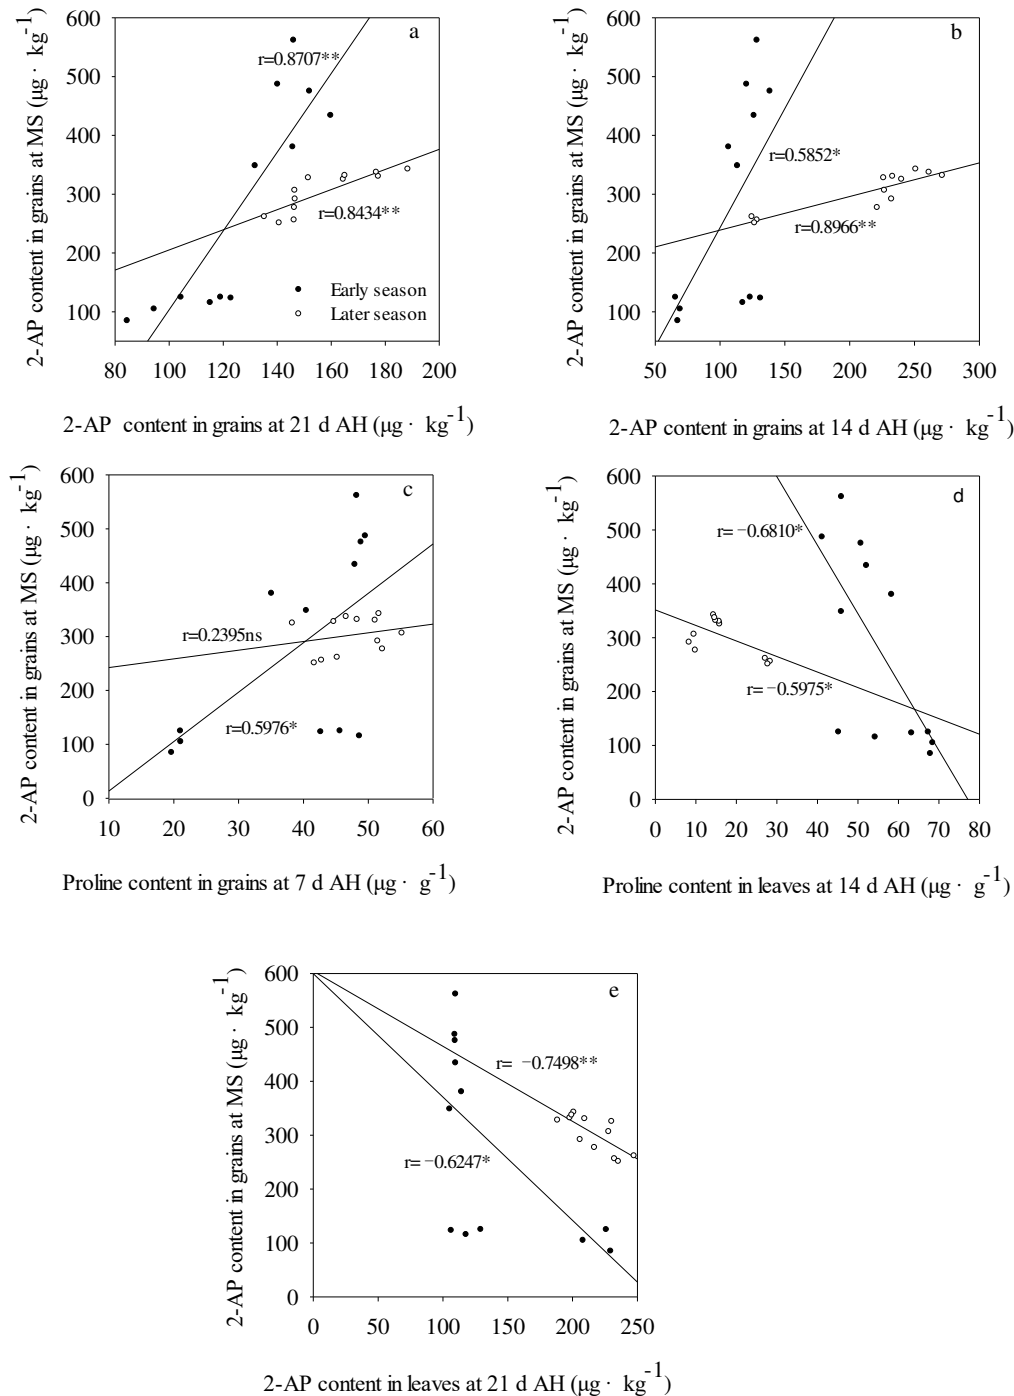 a
2-AP content in grains at MS (μg · kg-1)
600
500
400
300
200
100
r=0.8707**
r=0.8434**
Early season
Later season
80 100 120 140 160 180 200
2-AP content in grains at 21 d AH (μg · kg-1)
b
2-AP content in grains at MS (μg · kg-1)
600
500
400
300
200
100
r=0.5852*
r=0.8966**
50 100 150 200 250 300
2-AP content in grains at 14 d AH (μg · kg-1)
c
2-AP content in grains at MS (μg · kg-1)
600
500
400
300
200
100
0
r=0.2395ns
r=0.5976*
10 20 30 40 50 60
Proline content in grains at 7 d AH (μg · g-1)
d
2-AP content in grains at MS (μg · kg-1)
600
500
400
300
200
100
0
r= −0.6810*
r= −0.5975*
0 10 20 30 40 50 60 70 80
Proline content in leaves at 14 d AH (μg · g-1)
e
2-AP content in grains at MS (μg · kg-1)
600
500
400
300
200
100
0
r= −0.7498**
r= −0.6247*
0 50 100 150 200 250
2-AP content in leaves at 21 d AH (μg · kg-1)